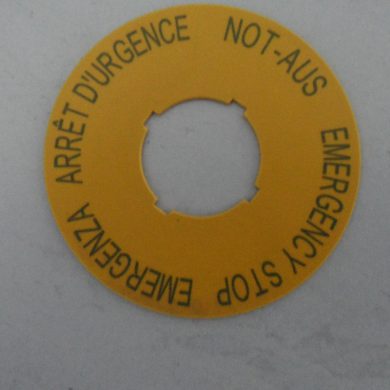 ARRÊT D'URGENCE
NOT-AUS
EMERGENCY STOP
EMERGENZA